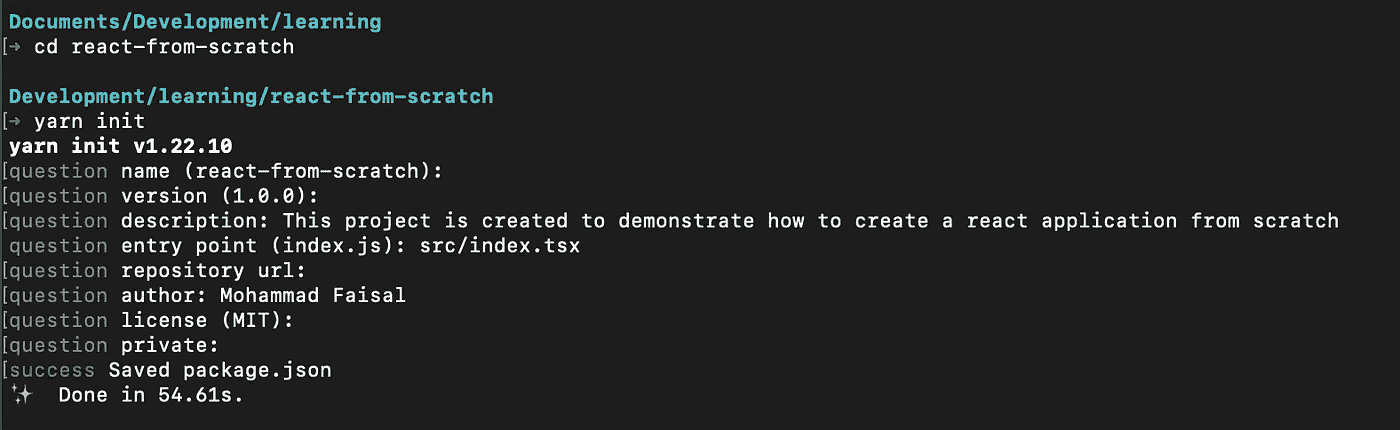 Documents/Development/learning
[→ cd react-from-scratch
Development/learning/react-from-scratch
[→ yarn init
yarn init v1.22.10
[question name (react-from-scratch):
[question version (1.0.0):
[question description: This project is created to demonstrate how to create a react application from scratch
question entry point (index.js): src/index.tsx
[question repository url:
[question author: Mohammad Faisal
[question license (MIT):
[question private:
[success Saved package.json
✨ Done in 54.61s.